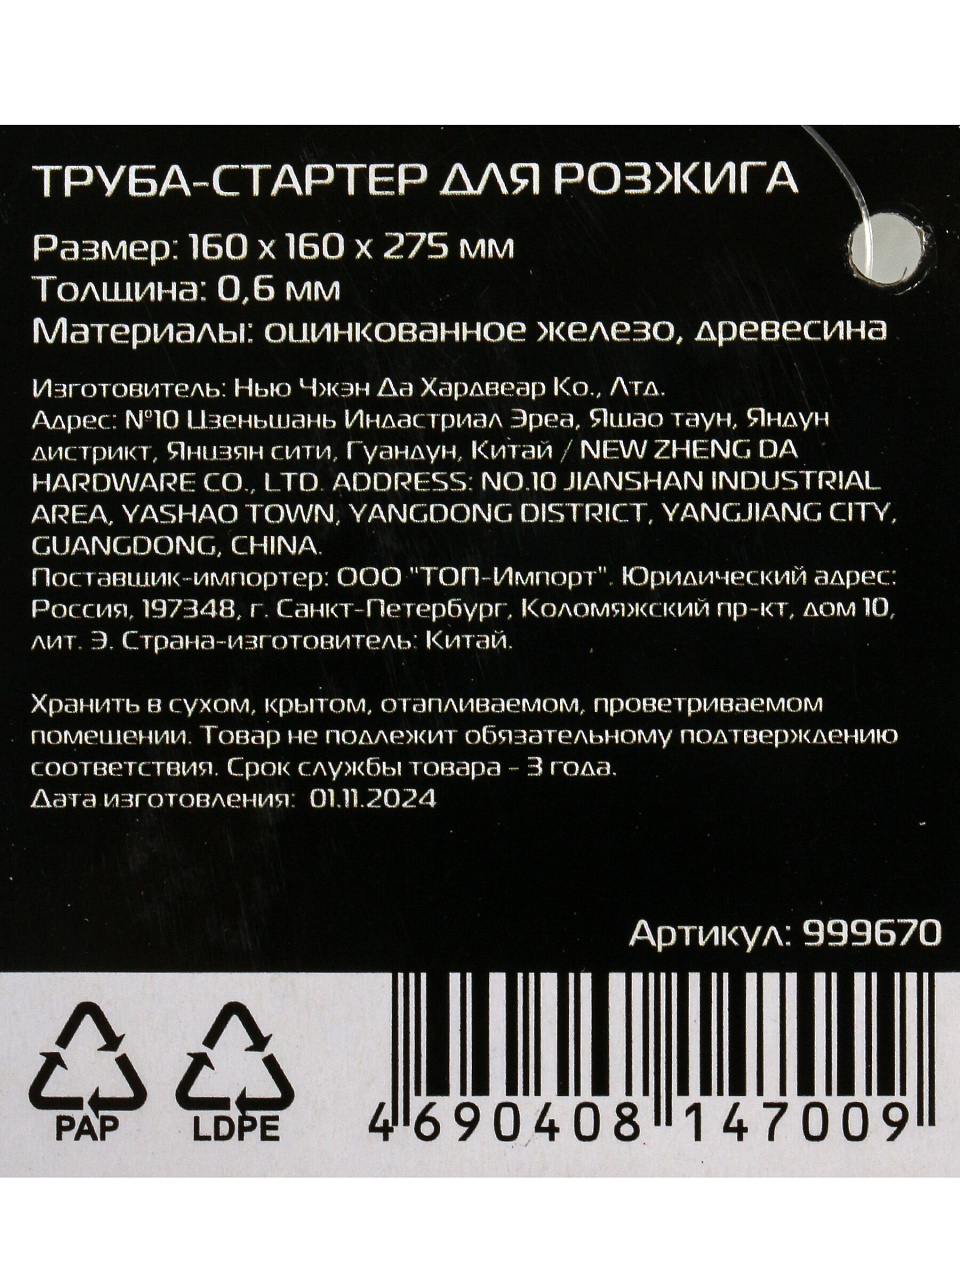 ТРУБА-СТАРТЕР ДЛЯ РОЗЖИГА
Размер: 160 x 160 x 275 мм
Толщина: 0,6 мм
Материалы: оцинкованное железо, древесина
Изготовитель: Нью Чжэн Да Хардвеар Ко., Лтд.
Адрес: №10 Цзеньшань Индастриал Эреа, Яшао таун, Яндун
дистрикт, Янцзян сити, Гуандун, Китай / NEW ZHENG DA
HARDWARE CO., LTD. ADDRESS: NO.10 JIANSHAN INDUSTRIAL
AREA, YASHAO TOWN, YANGDONG DISTRICT, YANGJIANG CITY,
GUANGDONG, CHINA.
Поставщик-импортер: ООО "ТОП-Импорт". Юридический адрес:
Россия, 197348, г. Санкт-Петербург, Коломяжский пр-кт, дом 10,
лит. Э. Страна-изготовитель: Китай.
Хранить в сухом, крытом, отапливаемом, проветриваемом
помещении. Товар не подлежит обязательному подтверждению
соответствия. Срок службы товара - 3 года.
Дата изготовления: 01.11.2024
Артикул: 999670
PAP
LDPE
4 690408 147009